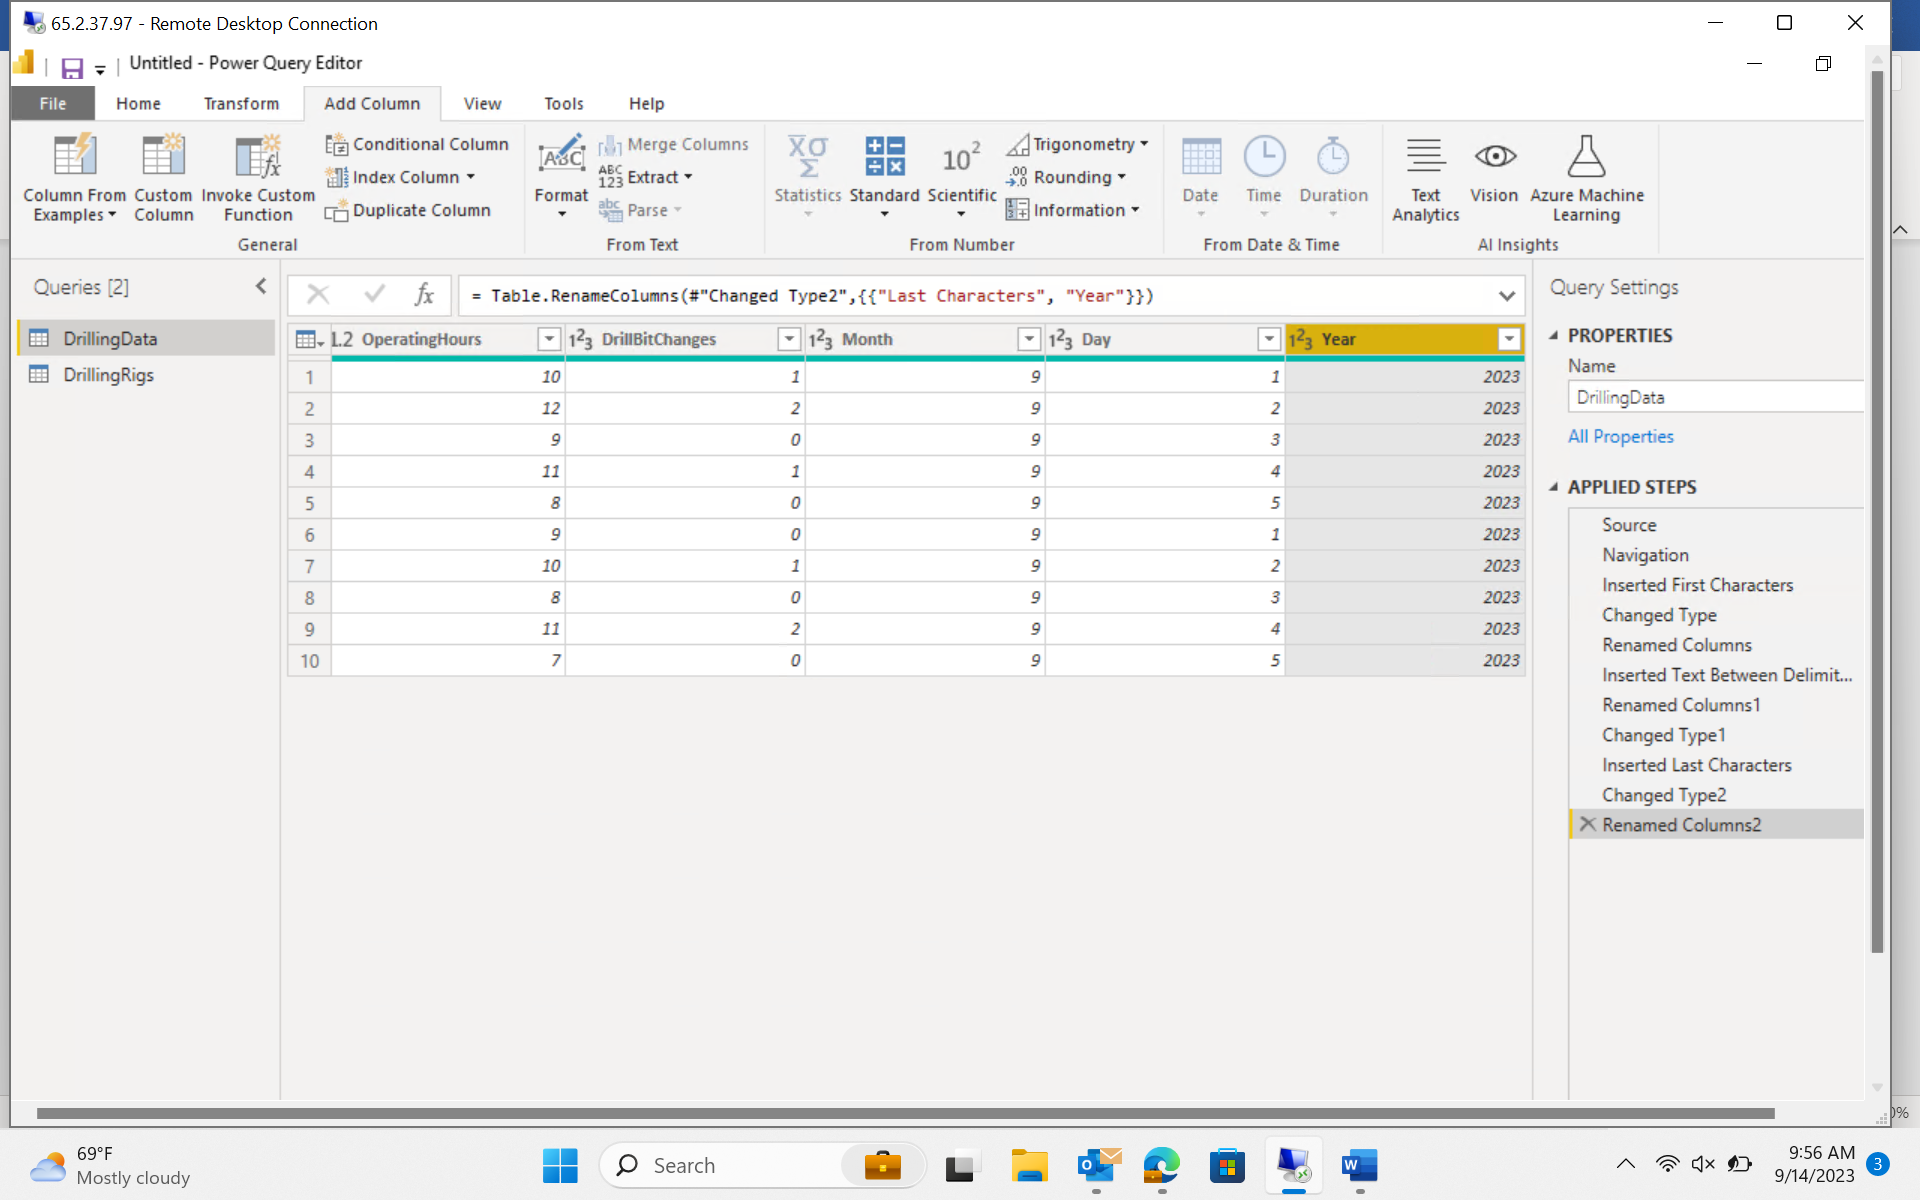 65.2.37.97 - Remote Desktop Connection
Untitled - Power Query Editor
File Home Transform Add Column View Tools Help
Column From Examples
Custom Column
Invoke Custom Function
Conditional Column
Index Column
Duplicate Column
General
Format
Merge Columns
Extract
Parse
From Text
Statistics
Standard
Scientific
Trigonometry
Rounding
Information
From Number
Date
Time
Duration
From Date & Time
Text Analytics
Vision
Azure Machine Learning
AI Insights
Queries [2]
DrillingData
DrillingRigs
fx
= Table.RenameColumns(#"Changed Type2",{{"Last Characters", "Year"}})
1.2 OperatingHours 123 DrillBitChanges 123 Month 123 Day 123 Year
1 10 1 9 1 2023
2 12 2 9 2 2023
3 9 0 9 3 2023
4 11 1 9 4 2023
5 8 0 9 5 2023
6 9 0 9 1 2023
7 10 1 9 2 2023
8 8 0 9 3 2023
9 11 2 9 4 2023
10 7 0 9 5 2023
Query Settings
PROPERTIES
Name
DrillingData
All Properties
APPLIED STEPS
Source
Navigation
Inserted First Characters
Changed Type
Renamed Columns
Inserted Text Between Delimit...
Renamed Columns1
Changed Type1
Inserted Last Characters
Changed Type2
Renamed Columns2
0%
69°F
Mostly cloudy
Search
9:56 AM
9/14/2023
3